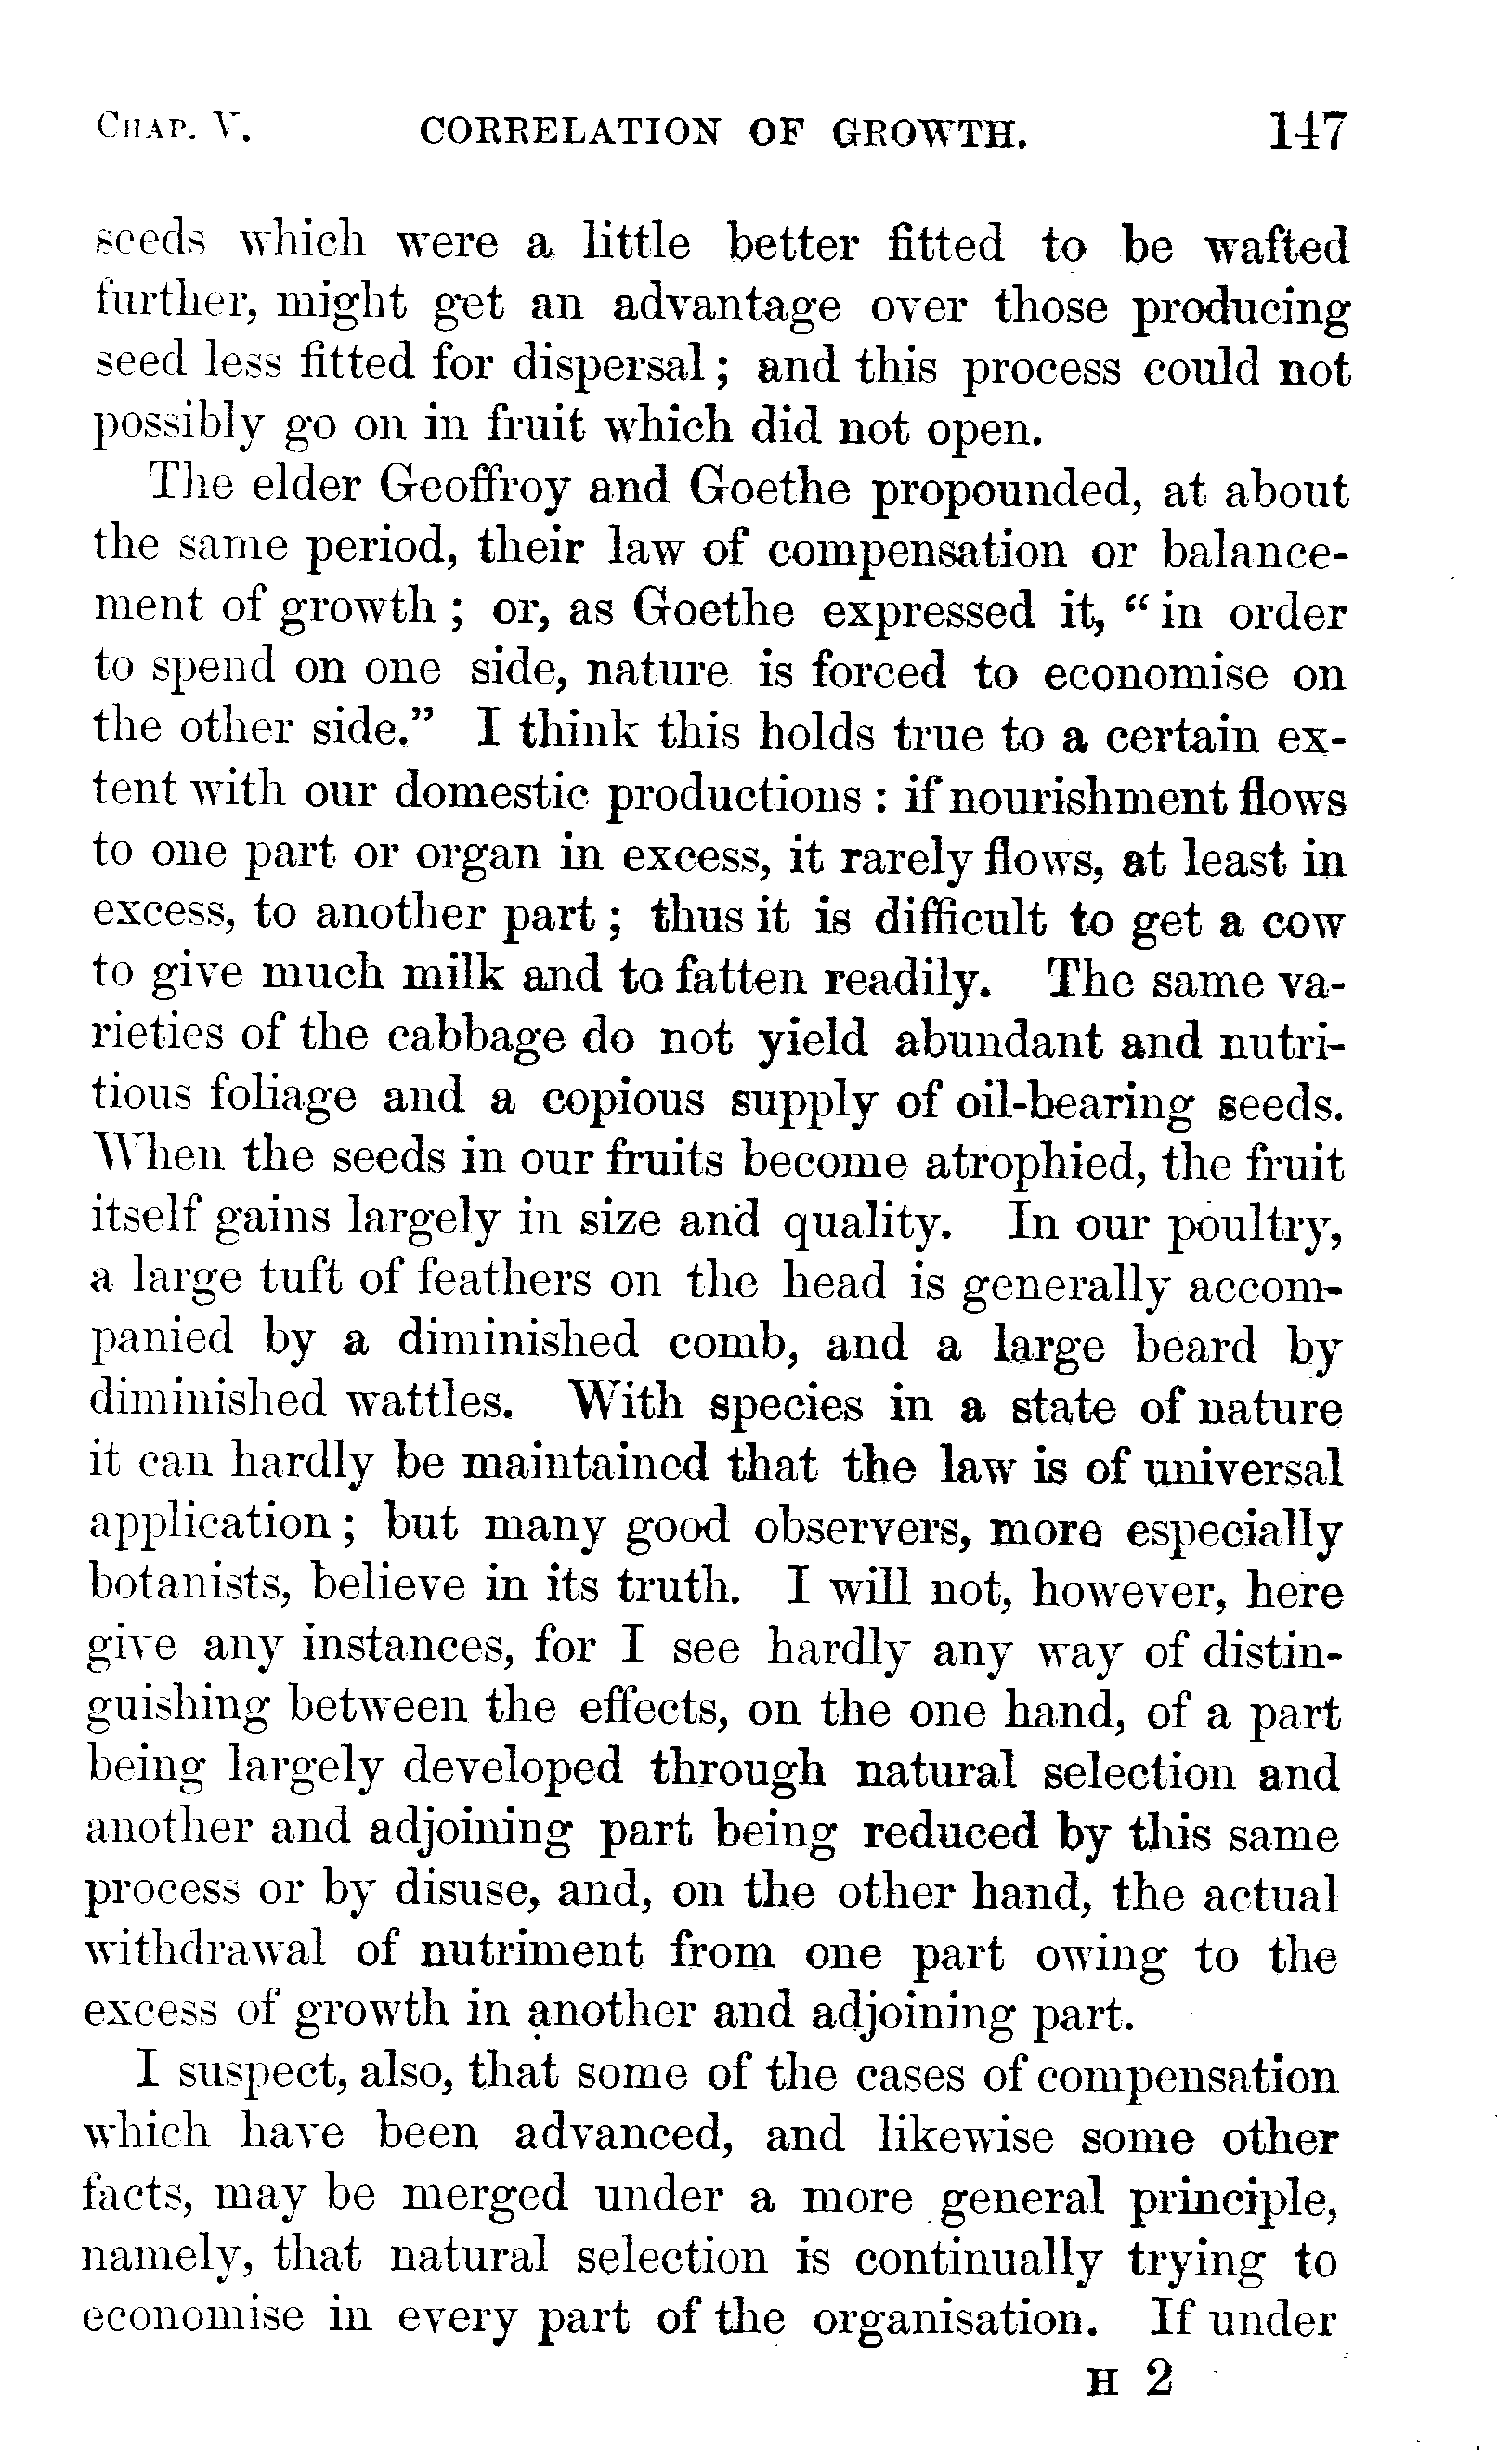 CHAP. V. CORRELATION OF GROWTH. 147
seeds which were a little better fitted to be wafted
further, might get an advantage over those producing
seed less fitted for dispersal; and this process could not
possibly go on in fruit which did not open.
The elder Geoffroy and Goethe propounded, at about
the same period, their law of compensation or balance-
ment of growth; or, as Goethe expressed it, “in order
to spend on one side, nature is forced to economise on
the other side.” I think this holds true to a certain ex-
tent with our domestic productions: if nourishment flows
to one part or organ in excess, it rarely flows, at least in
excess, to another part; thus it is difficult to get a cow
to give much milk and to fatten readily. The same va-
rieties of the cabbage do not yield abundant and nutri-
tious foliage and a copious supply of oil-bearing seeds.
When the seeds in our fruits become atrophied, the fruit
itself gains largely in size and quality. In our poultry,
a large tuft of feathers on the head is generally accom-
panied by a diminished comb, and a large beard by
diminished wattles. With species in a state of nature
it can hardly be maintained that the law is of universal
application; but many good observers, more especially
botanists, believe in its truth. I will not, however, here
give any instances, for I see hardly any way of distin-
guishing between the effects, on the one hand, of a part
being largely developed through natural selection and
another and adjoining part being reduced by this same
process or by disuse, and, on the other hand, the actual
withdrawal of nutriment from one part owing to the
excess of growth in another and adjoining part.
I suspect, also, that some of the cases of compensation
which have been advanced, and likewise some other
facts, may be merged under a more general principle,
namely, that natural selection is continually trying to
economise in every part of the organisation. If under
H 2